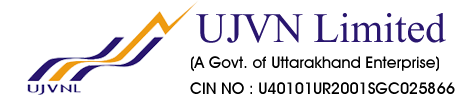 UJVN Limited
(A Govt. of Uttarakhand Enterprise)
UJVNL
CIN NO : U40101UR2001SGC025866